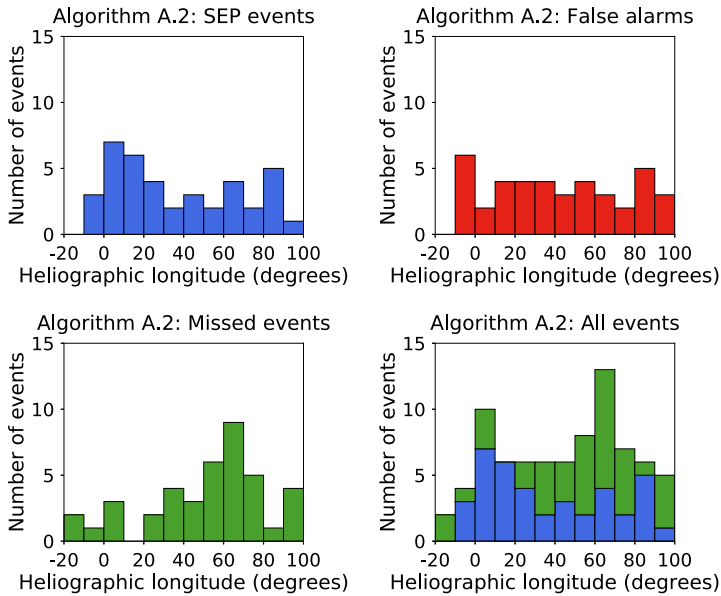 Algorithm A.2: SEP events
15
10
5
0
Number of events
-20 0 20 40 60 80 100
Heliographic longitude (degrees)
Algorithm A.2: False alarms
15
10
5
0
Number of events
-20 0 20 40 60 80 100
Heliographic longitude (degrees)
Algorithm A.2: Missed events
15
10
5
0
Number of events
-20 0 20 40 60 80 100
Heliographic longitude (degrees)
Algorithm A.2: All events
15
10
5
0
Number of events
-20 0 20 40 60 80 100
Heliographic longitude (degrees)